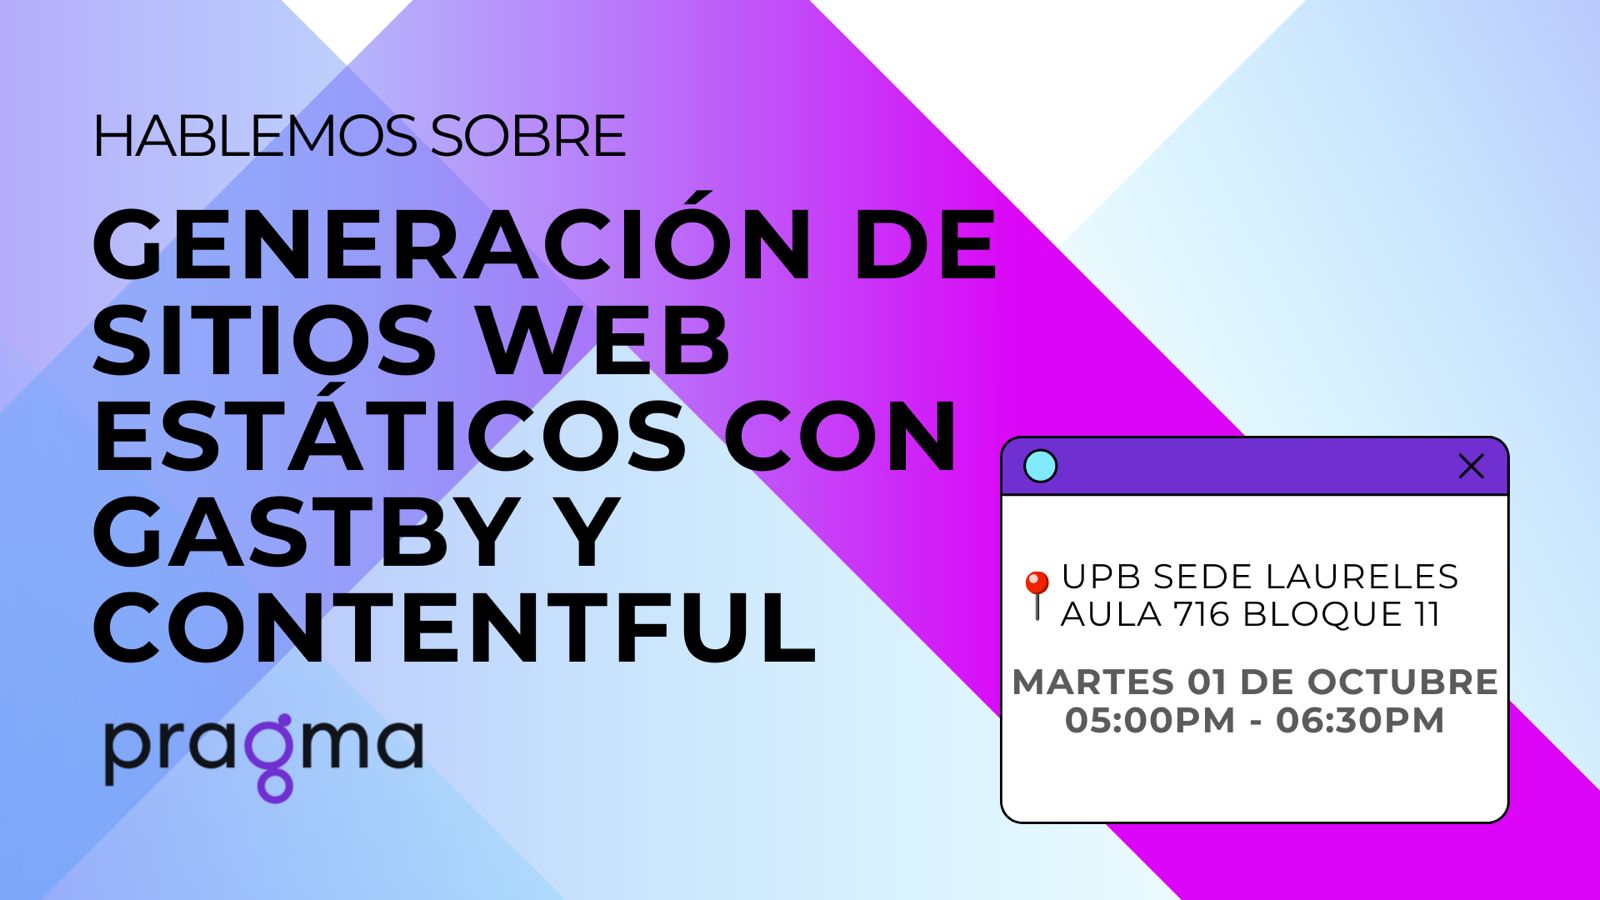 HABLEMOS SOBRE
GENERACIÓN DE
SITIOS WEB
ESTÁTICOS CON
GASTBY Y
CONTENTFUL
pragma
UPB SEDE LAURELES
AULA 716 BLOQUE 11
MARTES 01 DE OCTUBRE
05:00PM - 06:30PM